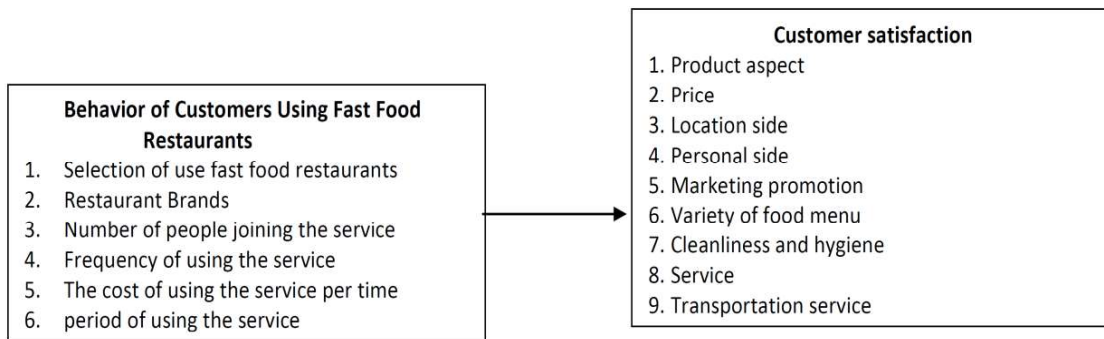 Behavior of Customers Using Fast Food
Restaurants
1. Selection of use fast food restaurants
2. Restaurant Brands
3. Number of people joining the service
4. Frequency of using the service
5. The cost of using the service per time
6. period of using the service
Customer satisfaction
1. Product aspect
2. Price
3. Location side
4. Personal side
5. Marketing promotion
6. Variety of food menu
7. Cleanliness and hygiene
8. Service
9. Transportation service